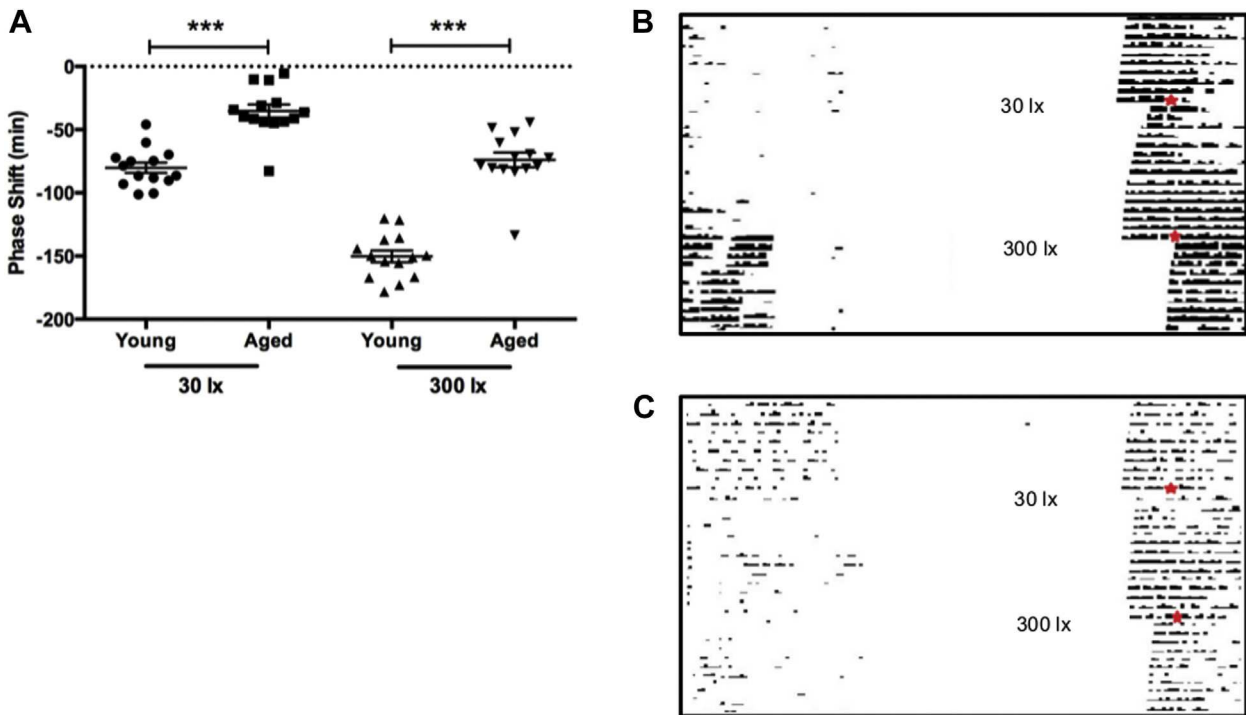 A
*** ***
Phase Shift (min)
0
-50
-100
-150
-200
Young Aged Young Aged
30 lx 300 lx
B
30 lx
300 lx
C
30 lx
300 lx